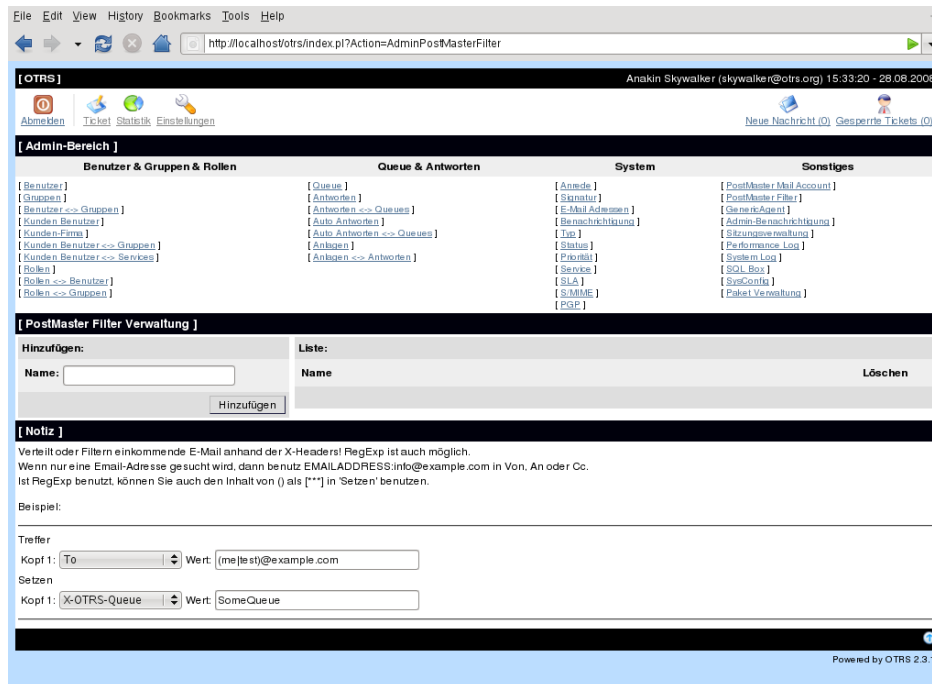 File Edit View History Bookmarks Tools Help
http://localhost/otrs/index.pl?Action=AdminPostMasterFilter
[ OTRS ] Anakin Skywalker (skywalker@otrs.org) 15:33:20 - 28.08.2008
Abmelden Ticket Statistik Einstellungen Neue Nachricht (0) Gesperrte Tickets (0)
[ Admin-Bereich ]
Benutzer & Gruppen & Rollen Queue & Antworten System Sonstiges
[ Benutzer ] [ Queue ] [ Anrede ] [ PostMaster Mail Account ]
[ Gruppen ] [ Antworten ] [ Signatur ] [ PostMaster Filter ]
[ Benutzer <-> Gruppen ] [ Antworten <-> Queues ] [ E-Mail Adressen ] [ GenericAgent ]
[ Kunden Benutzer ] [ Auto Antworten ] [ Benachrichtigung ] [ Admin-Benachrichtigung ]
[ Kunden-Firma ] [ Auto Antworten <-> Queues ] [ Typ ] [ Sitzungsverwaltung ]
[ Kunden Benutzer <-> Gruppen ] [ Anlagen ] [ Status ] [ Performance Log ]
[ Kunden Benutzer <-> Services ] [ Anlagen <-> Antworten ] [ Priorität ] [ System Log ]
[ Rollen ] [ Service ] [ SQL Box ]
[ Rollen <-> Benutzer ] [ SLA ] [ SysConfig ]
[ Rollen <-> Gruppen ] [ S/MIME ] [ Paket Verwaltung ]
[ PGP ]
[ PostMaster Filter Verwaltung ]
Hinzufügen: Liste:
Name: Name Löschen
Hinzufügen
[ Notiz ]
Verteilt oder Filtern einkommende E-Mail anhand der X-Headers! RegExp ist auch möglich.
Wenn nur eine Email-Adresse gesucht wird, dann benutz EMAILADDRESS:info@example.com in Von, An oder Cc.
Ist RegExp benutzt, können Sie auch den Inhalt von () als [***] in 'Setzen' benutzen.
Beispiel:
Treffer
Kopf 1: To Wert: (me|test)@example.com
Setzen
Kopf 1: X-OTRS-Queue Wert: SomeQueue
Powered by OTRS 2.3.